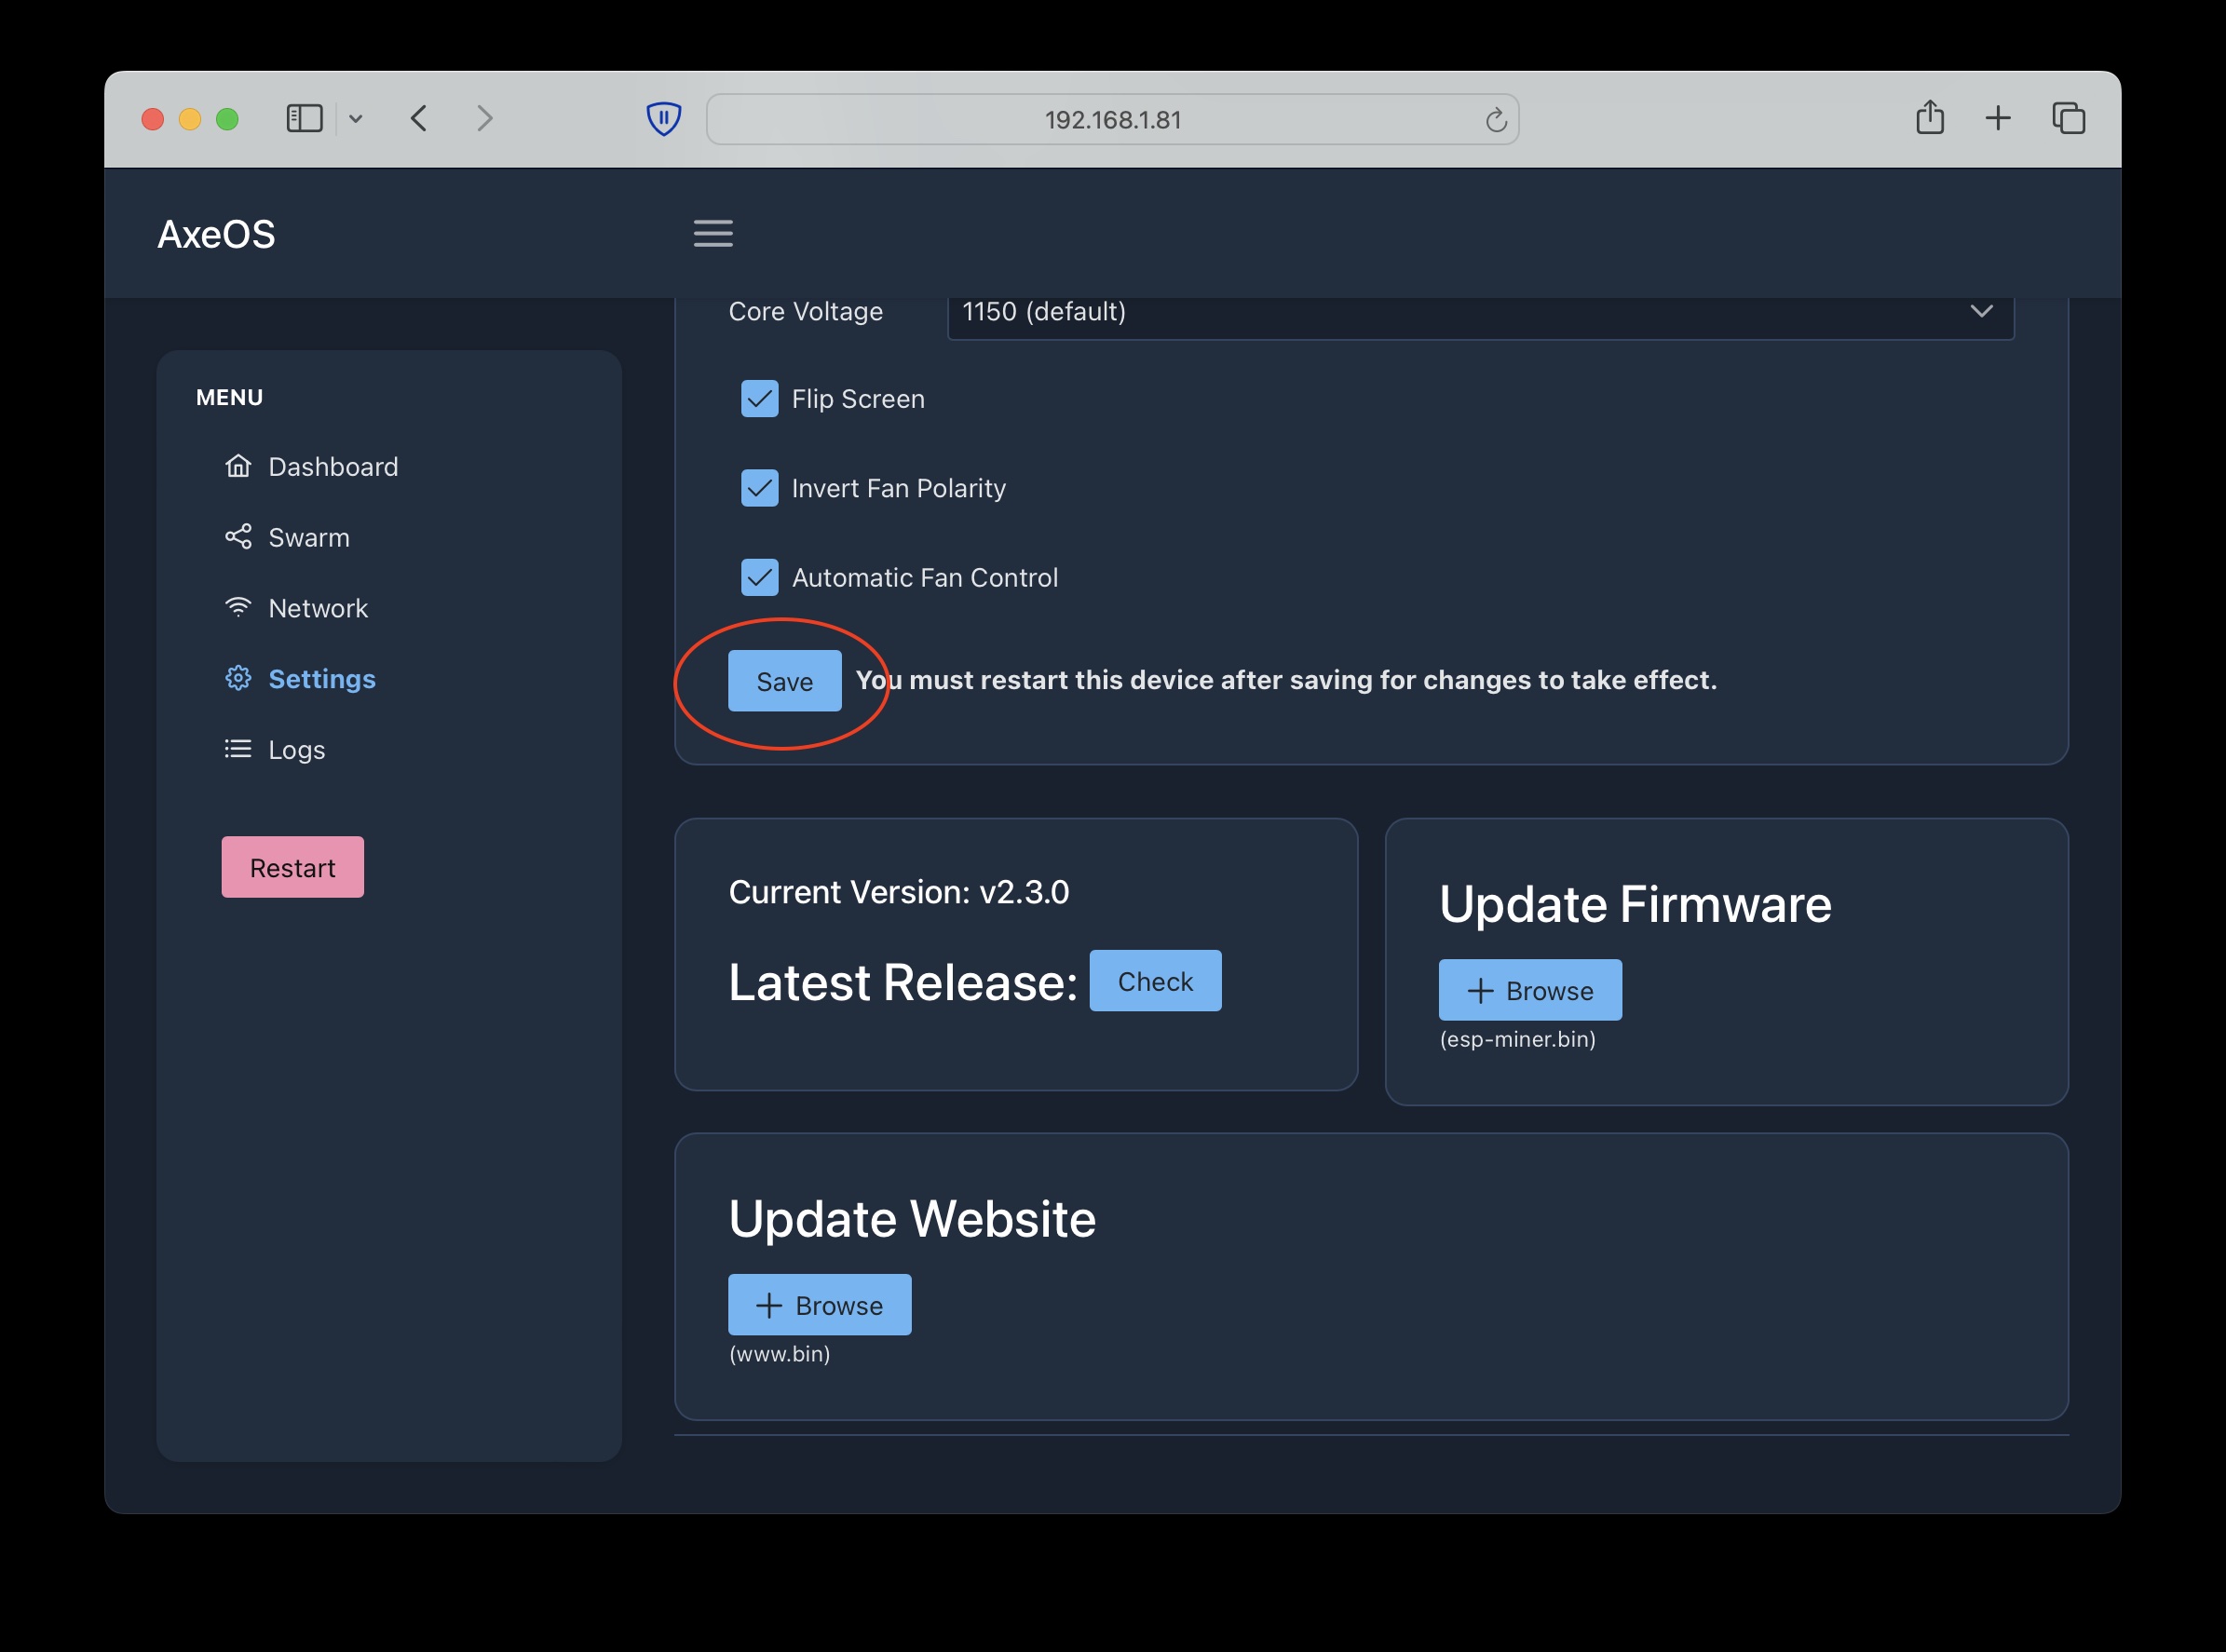 192.168.1.81
AxeOS
MENU
Dashboard
Swarm
Network
Settings
Logs
Restart
Core Voltage 1150 (default)
Flip Screen
Invert Fan Polarity
Automatic Fan Control
Save You must restart this device after saving for changes to take effect.
Current Version: v2.3.0
Latest Release: Check
Update Firmware
Browse
(esp-miner.bin)
Update Website
Browse
(www.bin)